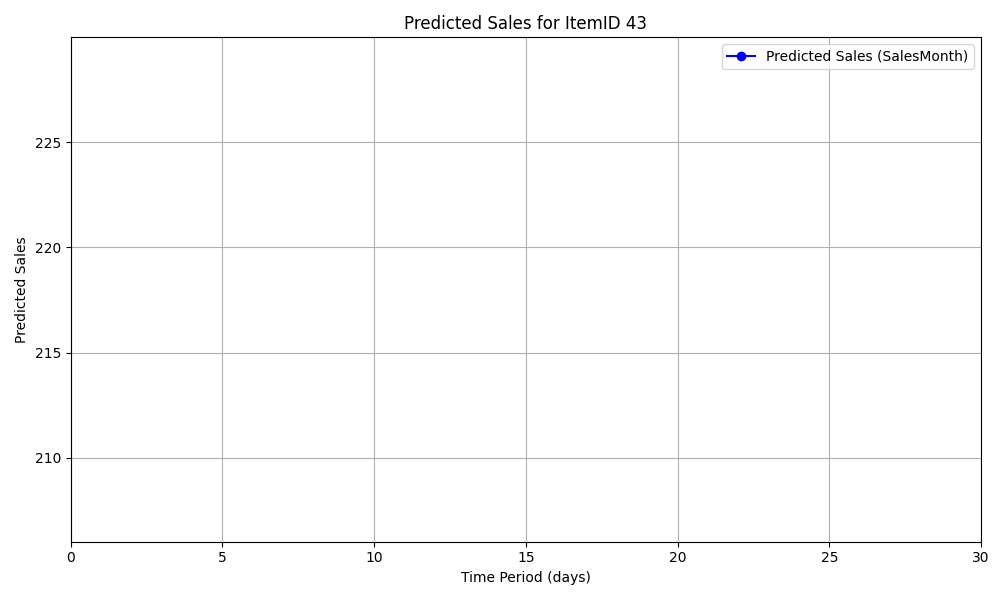 Predicted Sales for ItemID 43
Predicted Sales (SalesMonth)
Predicted Sales
225
220
215
210
0 5 10 15 20 25 30
Time Period (days)